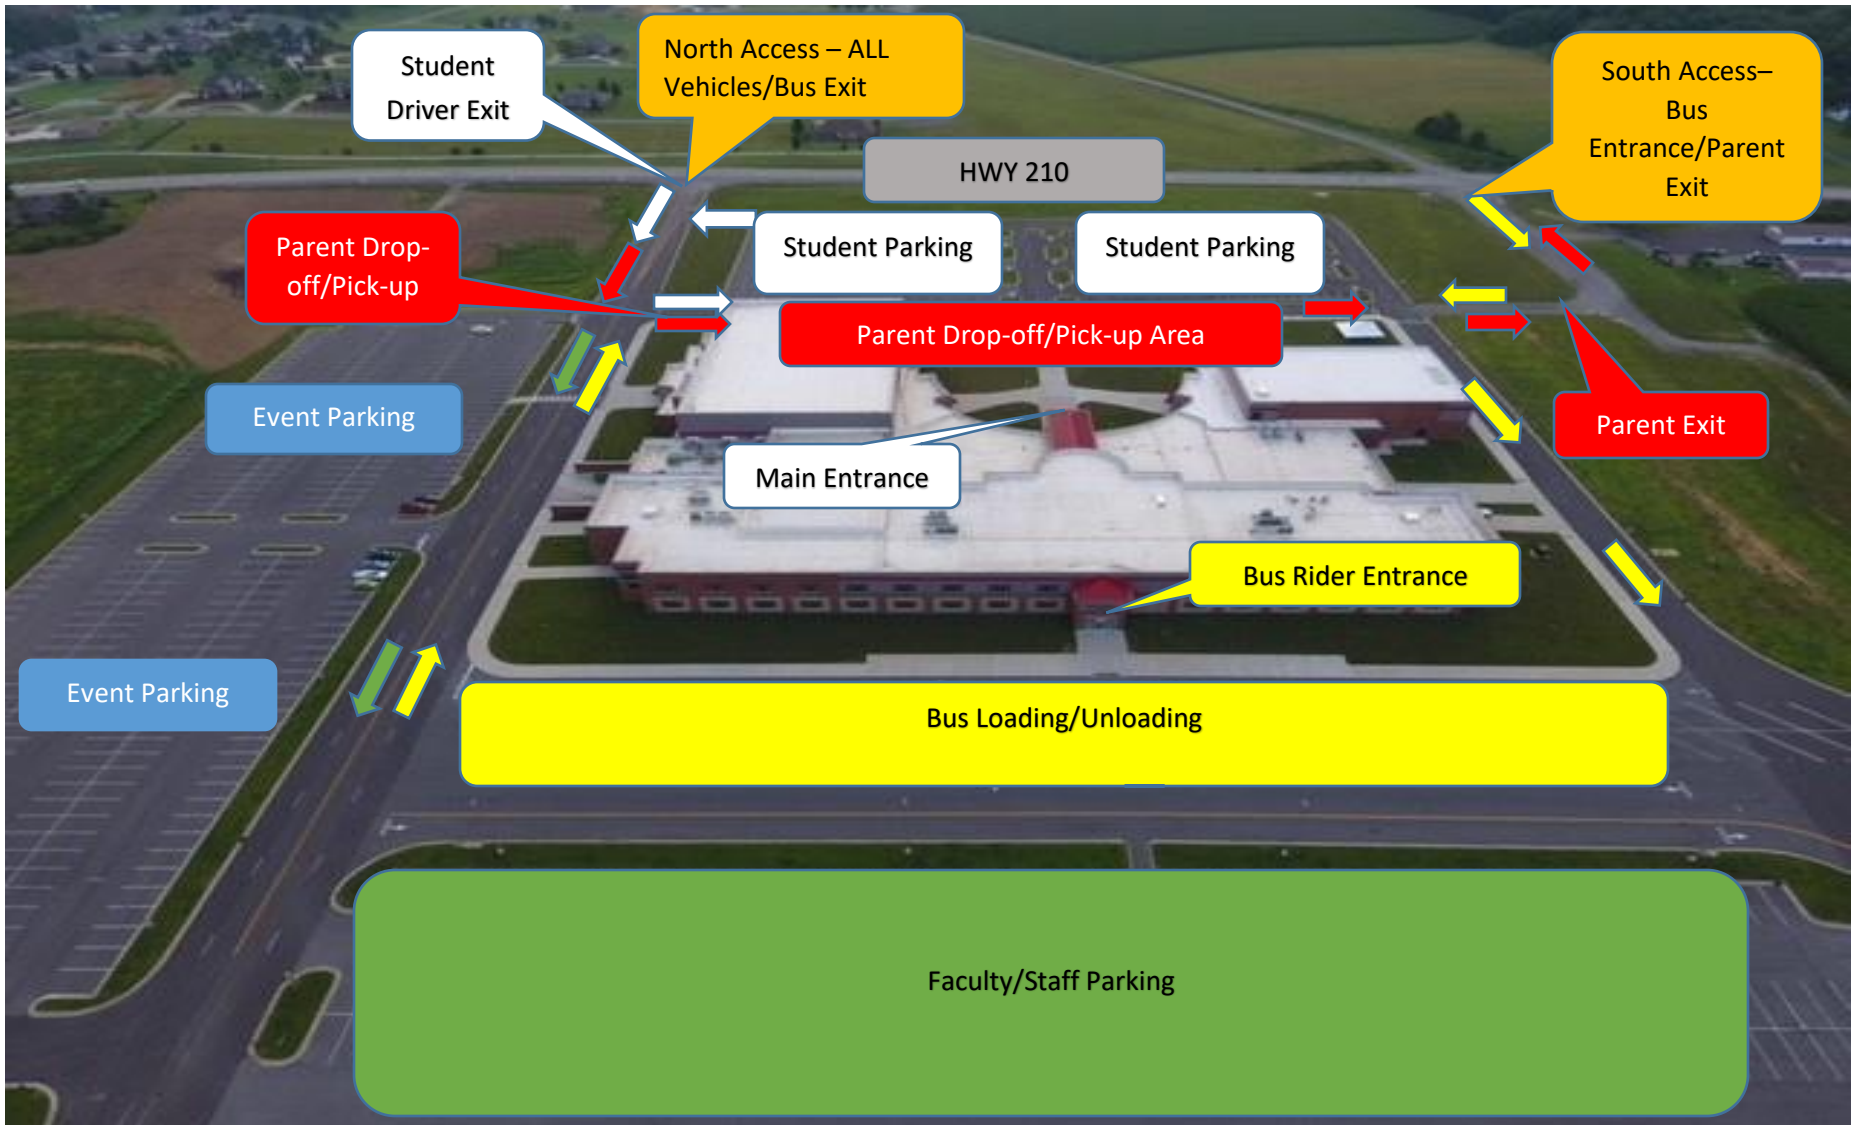 Student
Driver Exit
North Access – ALL
Vehicles/Bus Exit
South Access–
Bus
Entrance/Parent
Exit
HWY 210
Parent Drop-
off/Pick-up
Student Parking
Student Parking
Parent Drop-off/Pick-up Area
Event Parking
Parent Exit
Main Entrance
Bus Rider Entrance
Event Parking
Bus Loading/Unloading
Faculty/Staff Parking